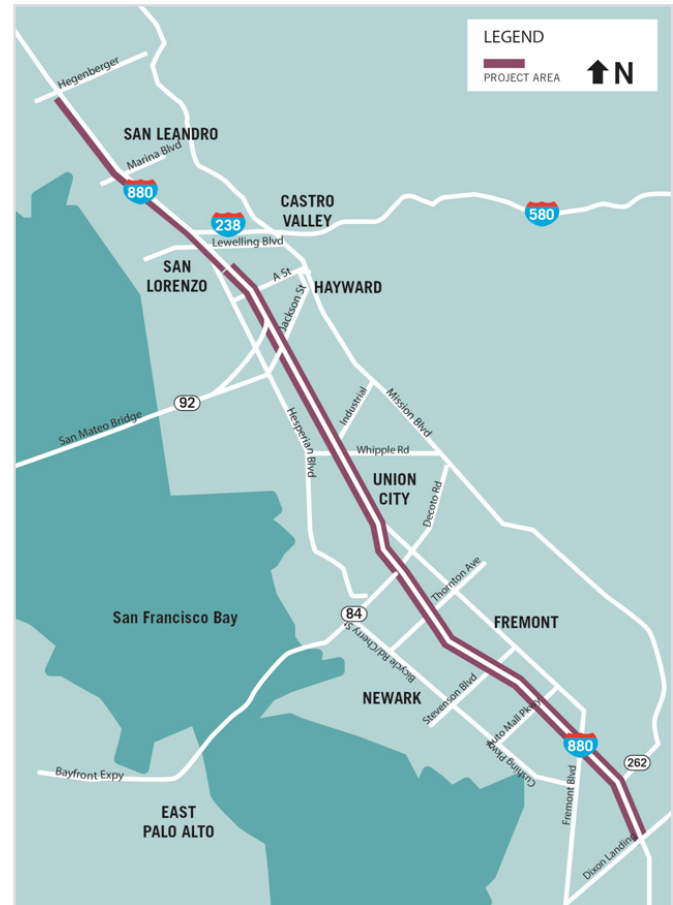 LEGEND
PROJECT AREA
N
Hegenberger
SAN LEANDRO
Marina Blvd
880
CASTRO
VALLEY
238
580
Lewelling Blvd
SAN
LORENZO
A St
HAYWARD
Jackson St
92
San Mateo Bridge
Hesperian Blvd
Industrial
Mission Blvd
Whipple Rd
UNION
CITY
Decoto Rd
San Francisco Bay
84
Thornton Ave
FREMONT
Bicycle Rd/Cherry St
NEWARK
Stevenson Blvd
Auto Mall Pkwy
880
Cushing Pkwy
262
Fremont Blvd
Bayfront Expy
EAST
PALO ALTO
Dixon Landing